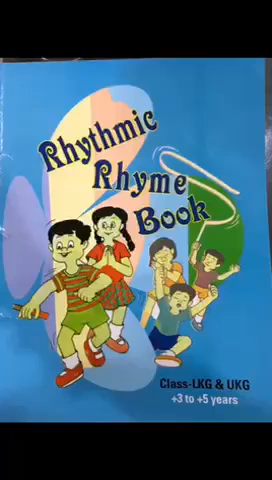 Rhythmic
Rhyme
Book
Class-LKG & UKG
+3 to +5 years